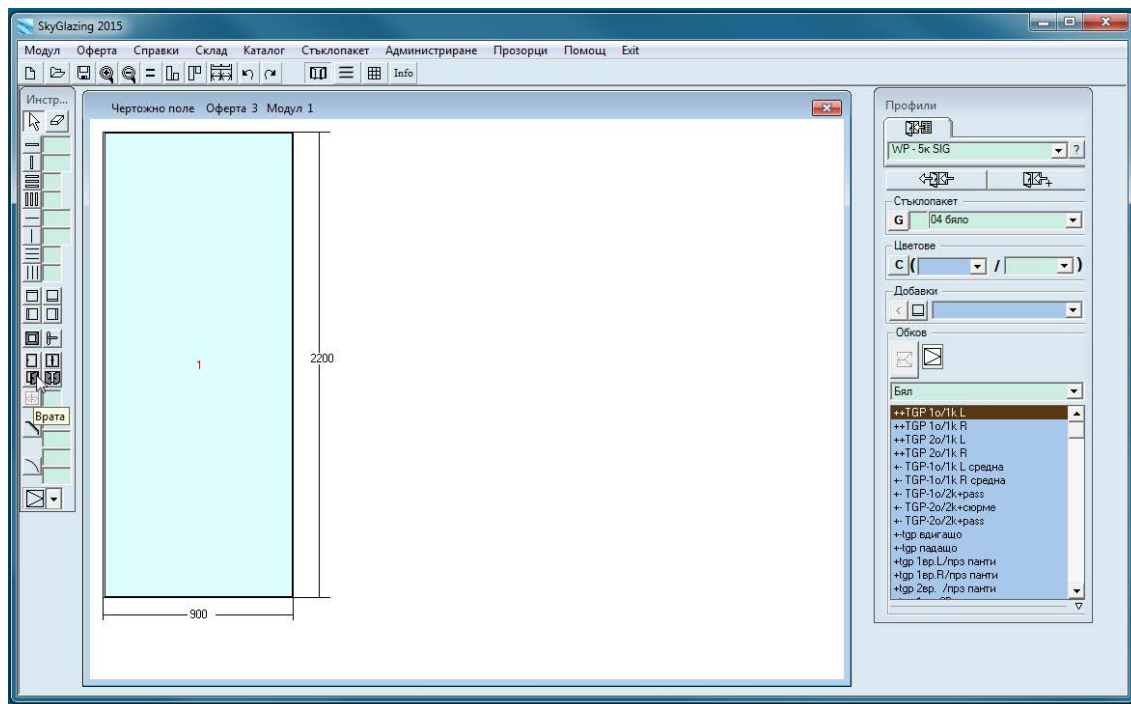 SkyGlazing 2015
Модул Оферта Справки Склад Каталог Стъклопакет Администриране Прозорци Помощ Exit
Info
Инстр...
Врата
Чертожно поле Оферта 3 Модул 1
1
2200
900
Профили
WP - 5к SIG
?
Стъклопакет
G 04 бяло
Цветове
C ( / )
Добавки
<
Обков
Бял
++TGP 1o/1k L
++TGP 1o/1k R
++TGP 2o/1k L
++TGP 2o/1k R
+- TGP-1o/1k L средна
+- TGP-1o/1k R средна
+- TGP-1o/2k+pass
+- TGP-2o/2k+сюрме
+- TGP-2o/2k+pass
+-tgp вдигащо
+-tgp падащо
+tgp 1вр.L/прз панти
+tgp 1вр.R/прз панти
+tgp 2вр. /прз панти